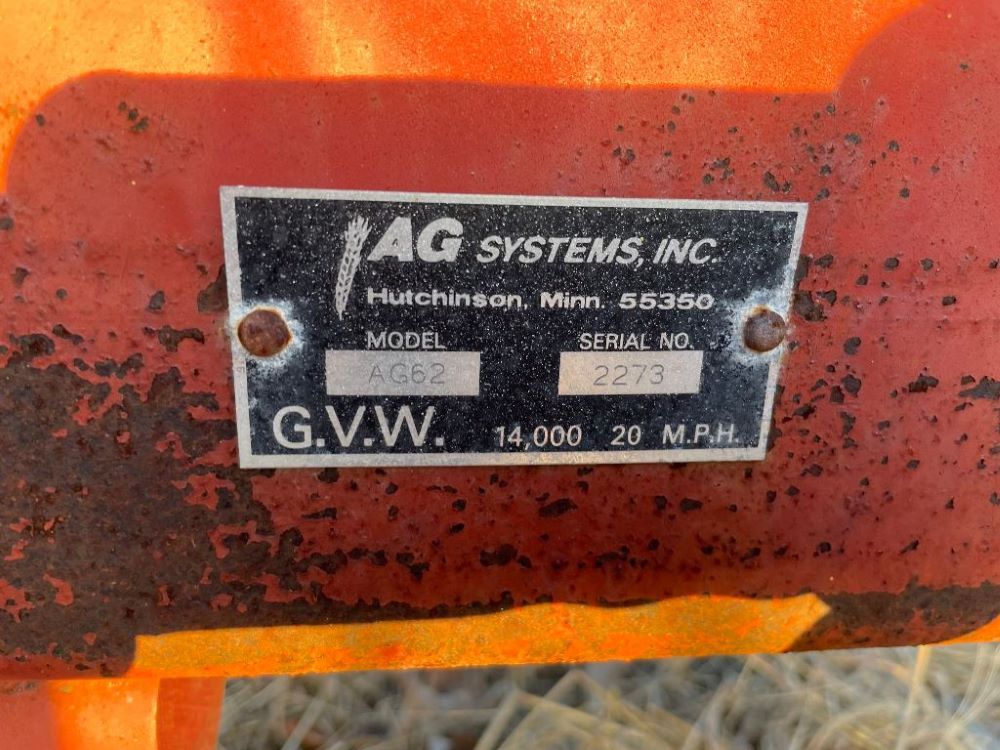 AG SYSTEMS, INC.
Hutchinson, Minn. 55350
MODEL SERIAL NO.
AG62 2273
G.V.W. 14,000 20 M.P.H.